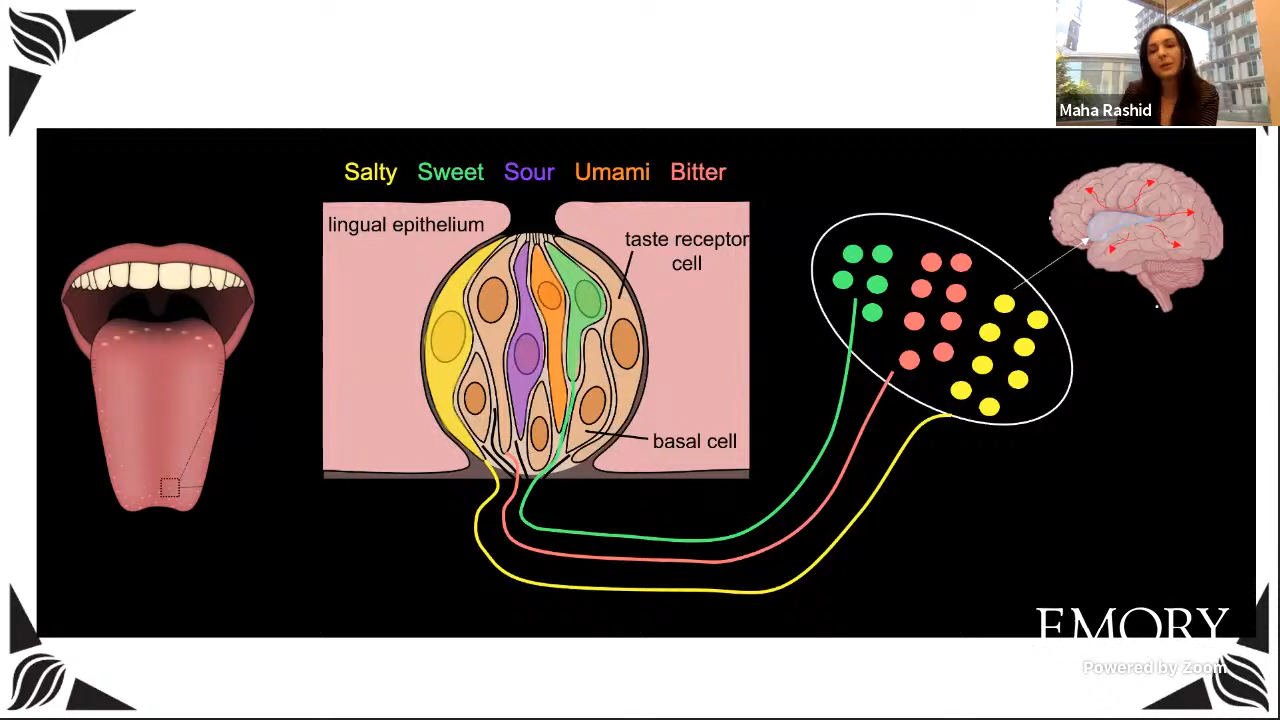 Maha Rashid
Salty Sweet Sour Umami Bitter
lingual epithelium
taste receptor
cell
basal cell
EMORY
Powered by Zoom